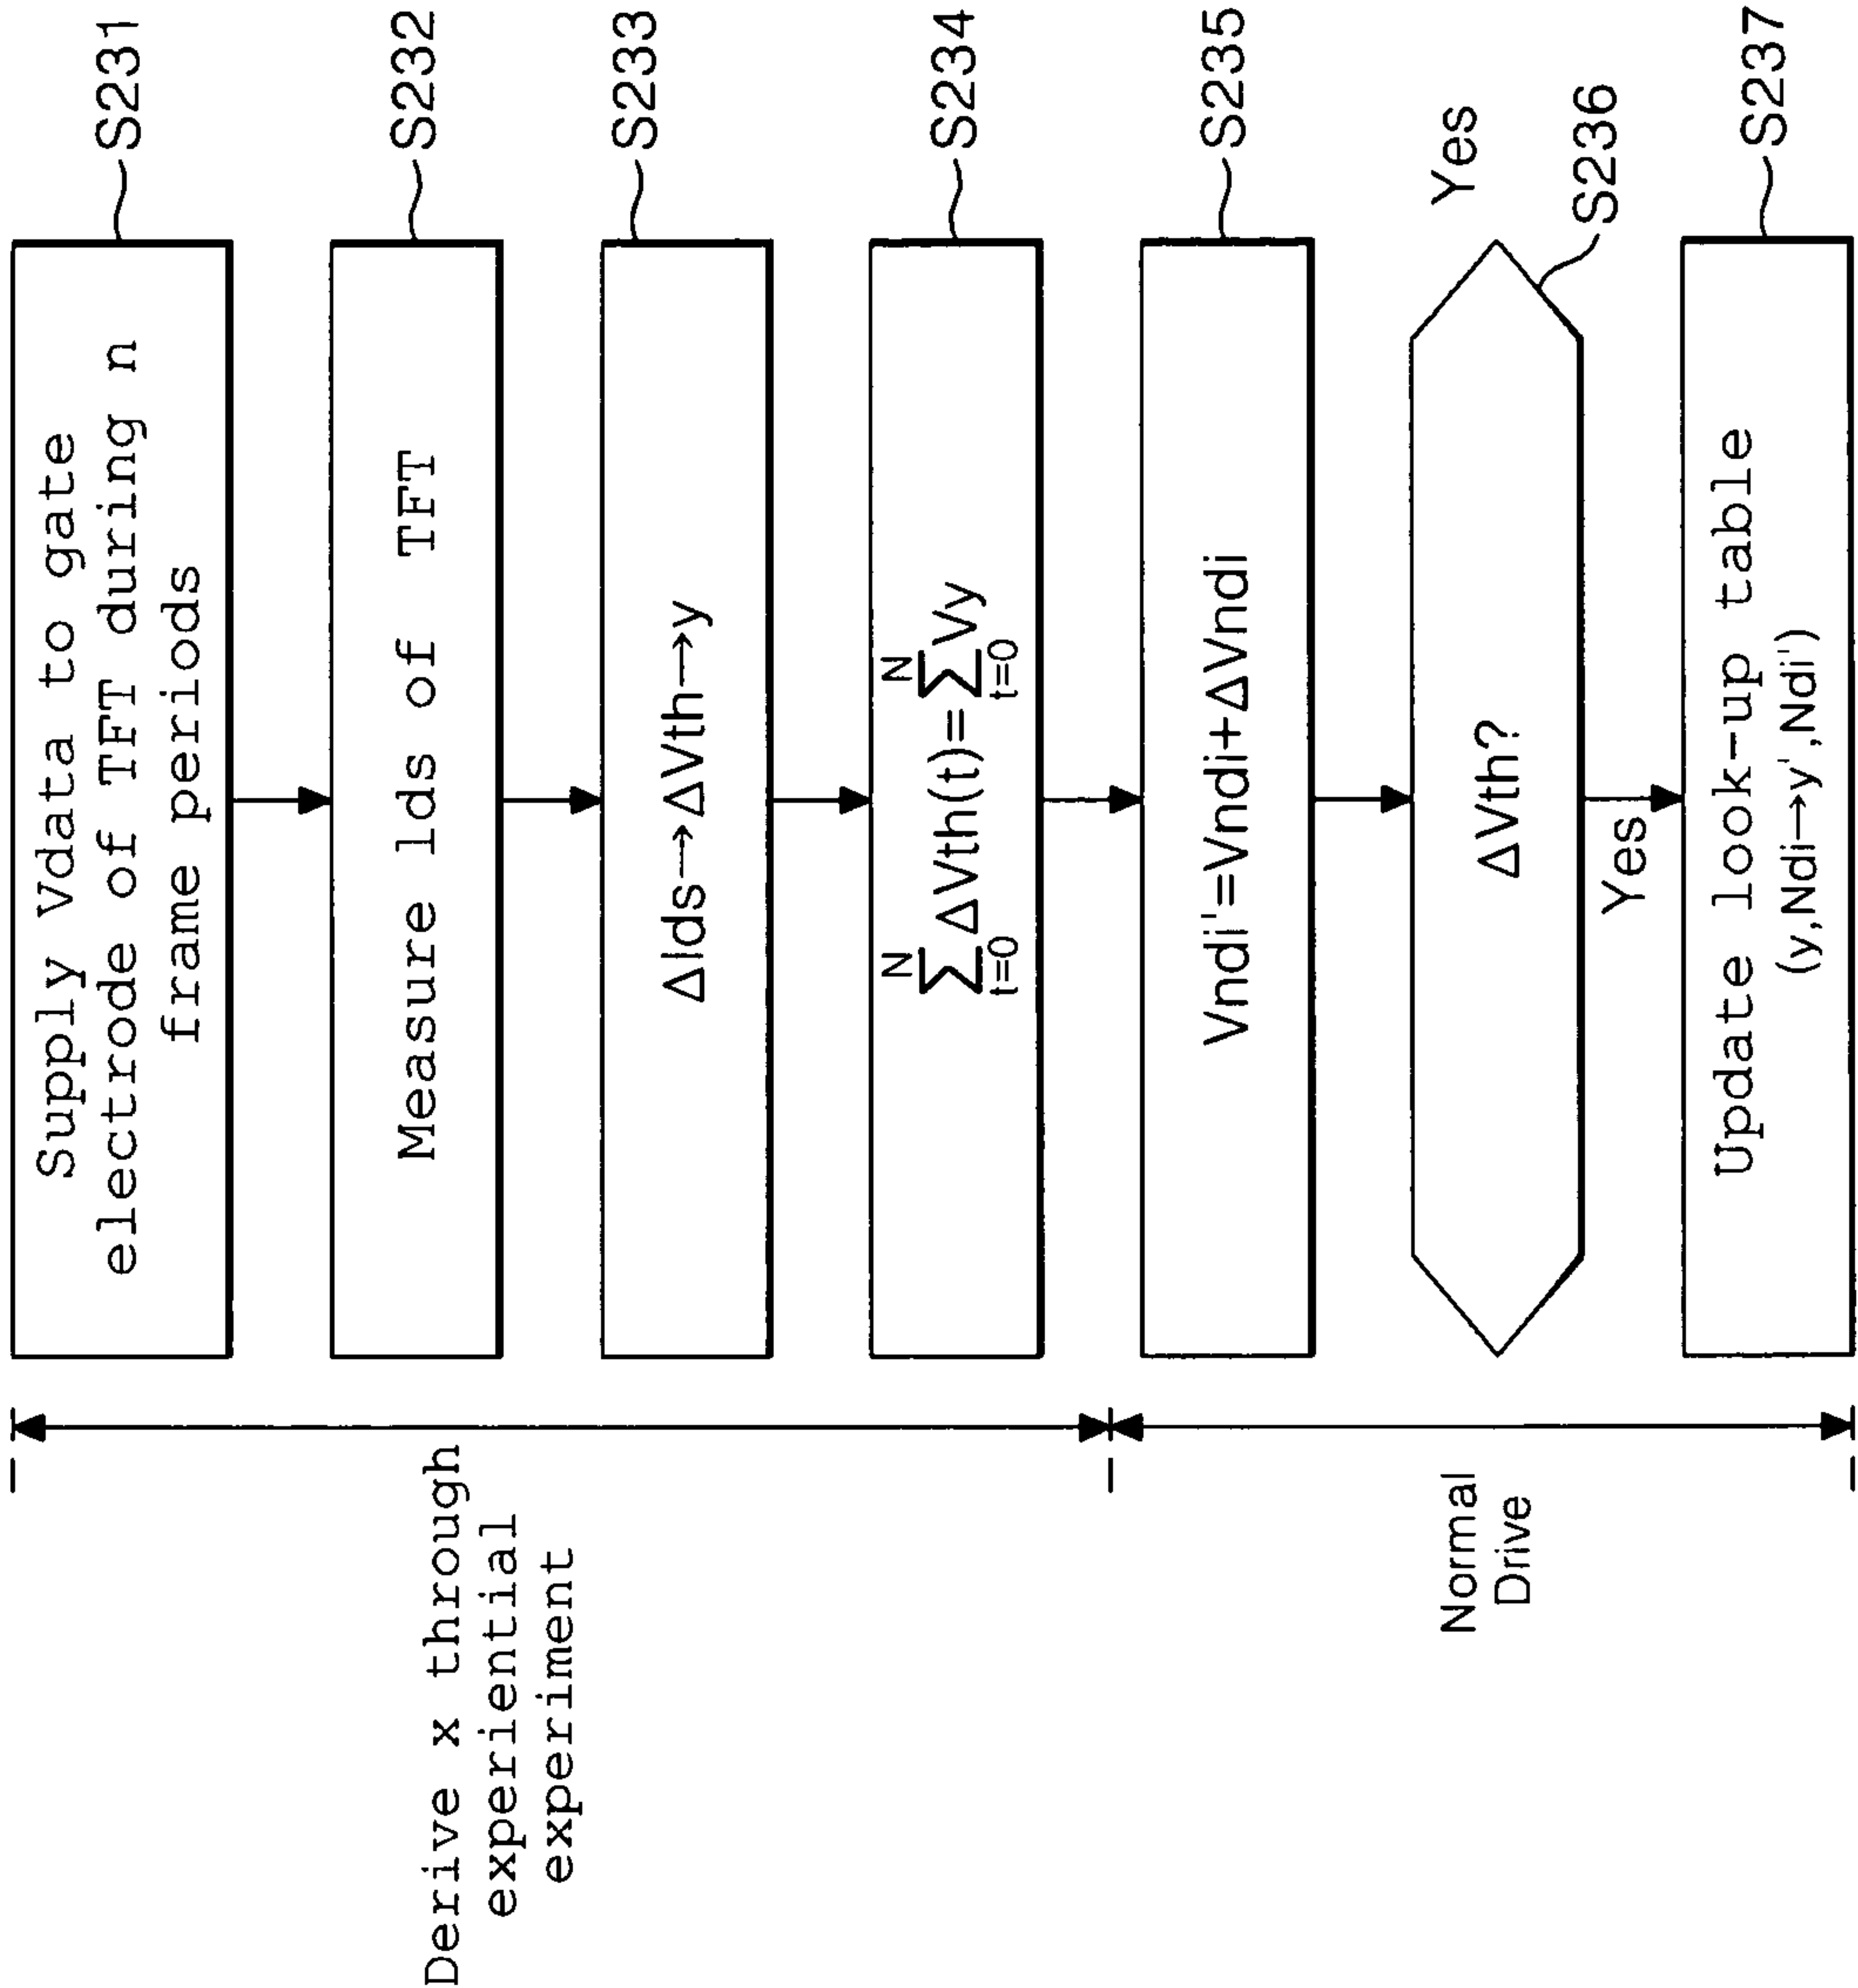 Supply Vdata to gate
electrode of TFT during n
frame periods
S231
Measure Ids of TFT
S232
ΔIds→ΔVth→y
S233
N N
∑ ΔVth(t)= ∑ Vy
t=0 t=0
S234
Derive x through
experiential
experiment
Vndi'=Vndi+ΔVndi
S235
ΔVth?
Yes
S236
Yes
Normal
Drive
Update look-up table
(y,Ndi→y',Ndi')
S237